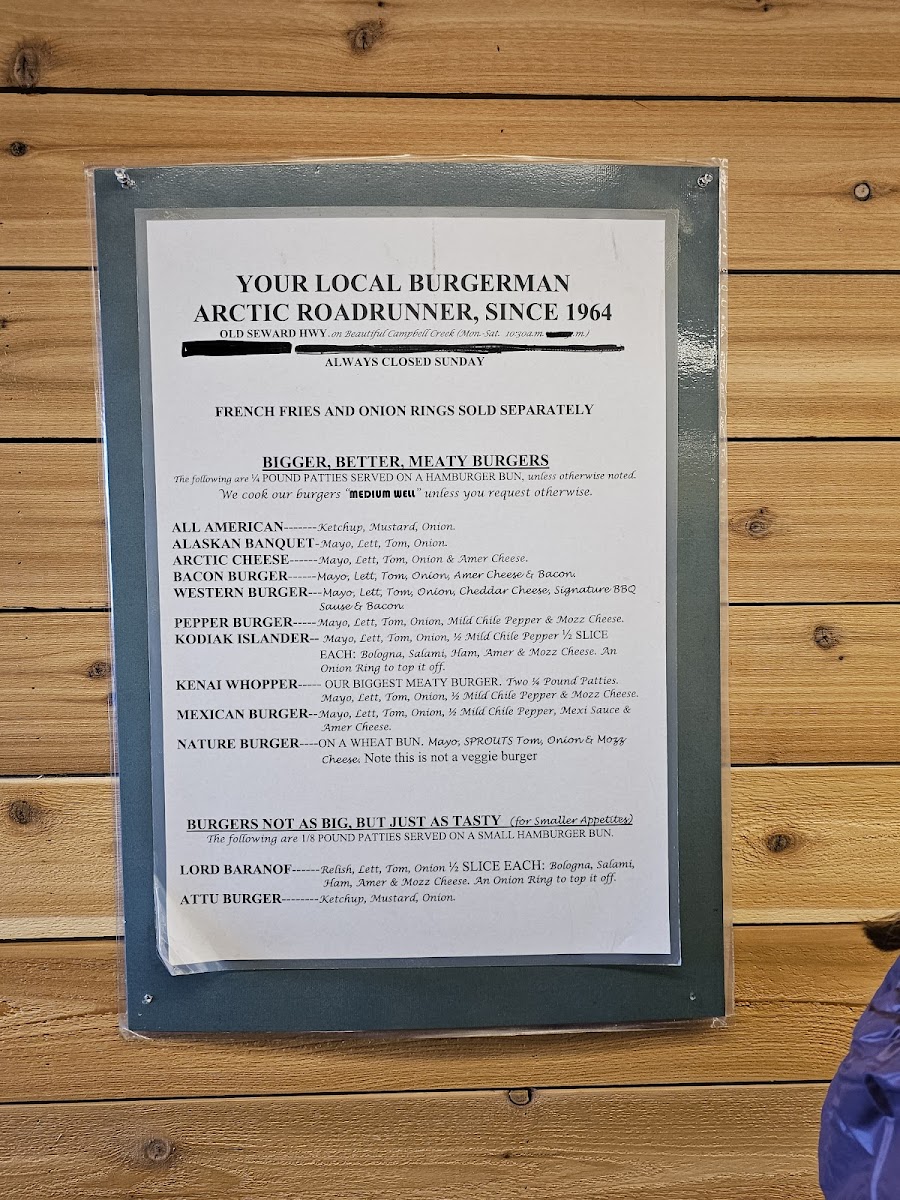 YOUR LOCAL BURGERMAN
ARCTIC ROADRUNNER, SINCE 1964
OLD SEWARD HWY. on Beautiful Campbell Creek (Mon.-Sat. 10:30a.m. m.)
ALWAYS CLOSED SUNDAY
FRENCH FRIES AND ONION RINGS SOLD SEPARATELY
BIGGER, BETTER, MEATY BURGERS
The following are ¼ POUND PATTIES SERVED ON A HAMBURGER BUN, unless otherwise noted.
We cook our burgers "MEDIUM WELL" unless you request otherwise.
ALL AMERICAN-------Ketchup, Mustard, Onion.
ALASKAN BANQUET-Mayo, Lett, Tom, Onion.
ARCTIC CHEESE------Mayo, Lett, Tom, Onion & Amer Cheese.
BACON BURGER------Mayo, Lett, Tom, Onion, Amer Cheese & Bacon.
WESTERN BURGER---Mayo, Lett, Tom, Onion, Cheddar Cheese, Signature BBQ
Sause & Bacon.
PEPPER BURGER-----Mayo, Lett, Tom, Onion, Mild Chile Pepper & Mozz Cheese.
KODIAK ISLANDER-- Mayo, Lett, Tom, Onion, ½ Mild Chile Pepper ½ SLICE
EACH: Bologna, Salami, Ham, Amer & Mozz Cheese. An
Onion Ring to top it off.
KENAI WHOPPER----- OUR BIGGEST MEATY BURGER. Two ¼ Pound Patties.
Mayo, Lett, Tom, Onion, ½ Mild Chile Pepper & Mozz Cheese.
MEXICAN BURGER--Mayo, Lett, Tom, Onion, ½ Mild Chile Pepper, Mexi Sauce &
Amer Cheese.
NATURE BURGER----ON A WHEAT BUN. Mayo, SPROUTS Tom, Onion & Mozz
Cheese. Note this is not a veggie burger
BURGERS NOT AS BIG, BUT JUST AS TASTY (for Smaller Appetites)
The following are 1/8 POUND PATTIES SERVED ON A SMALL HAMBURGER BUN.
LORD BARANOF------Relish, Lett, Tom, Onion ½ SLICE EACH: Bologna, Salami,
Ham, Amer & Mozz Cheese. An Onion Ring to top it off.
ATTU BURGER--------Ketchup, Mustard, Onion.